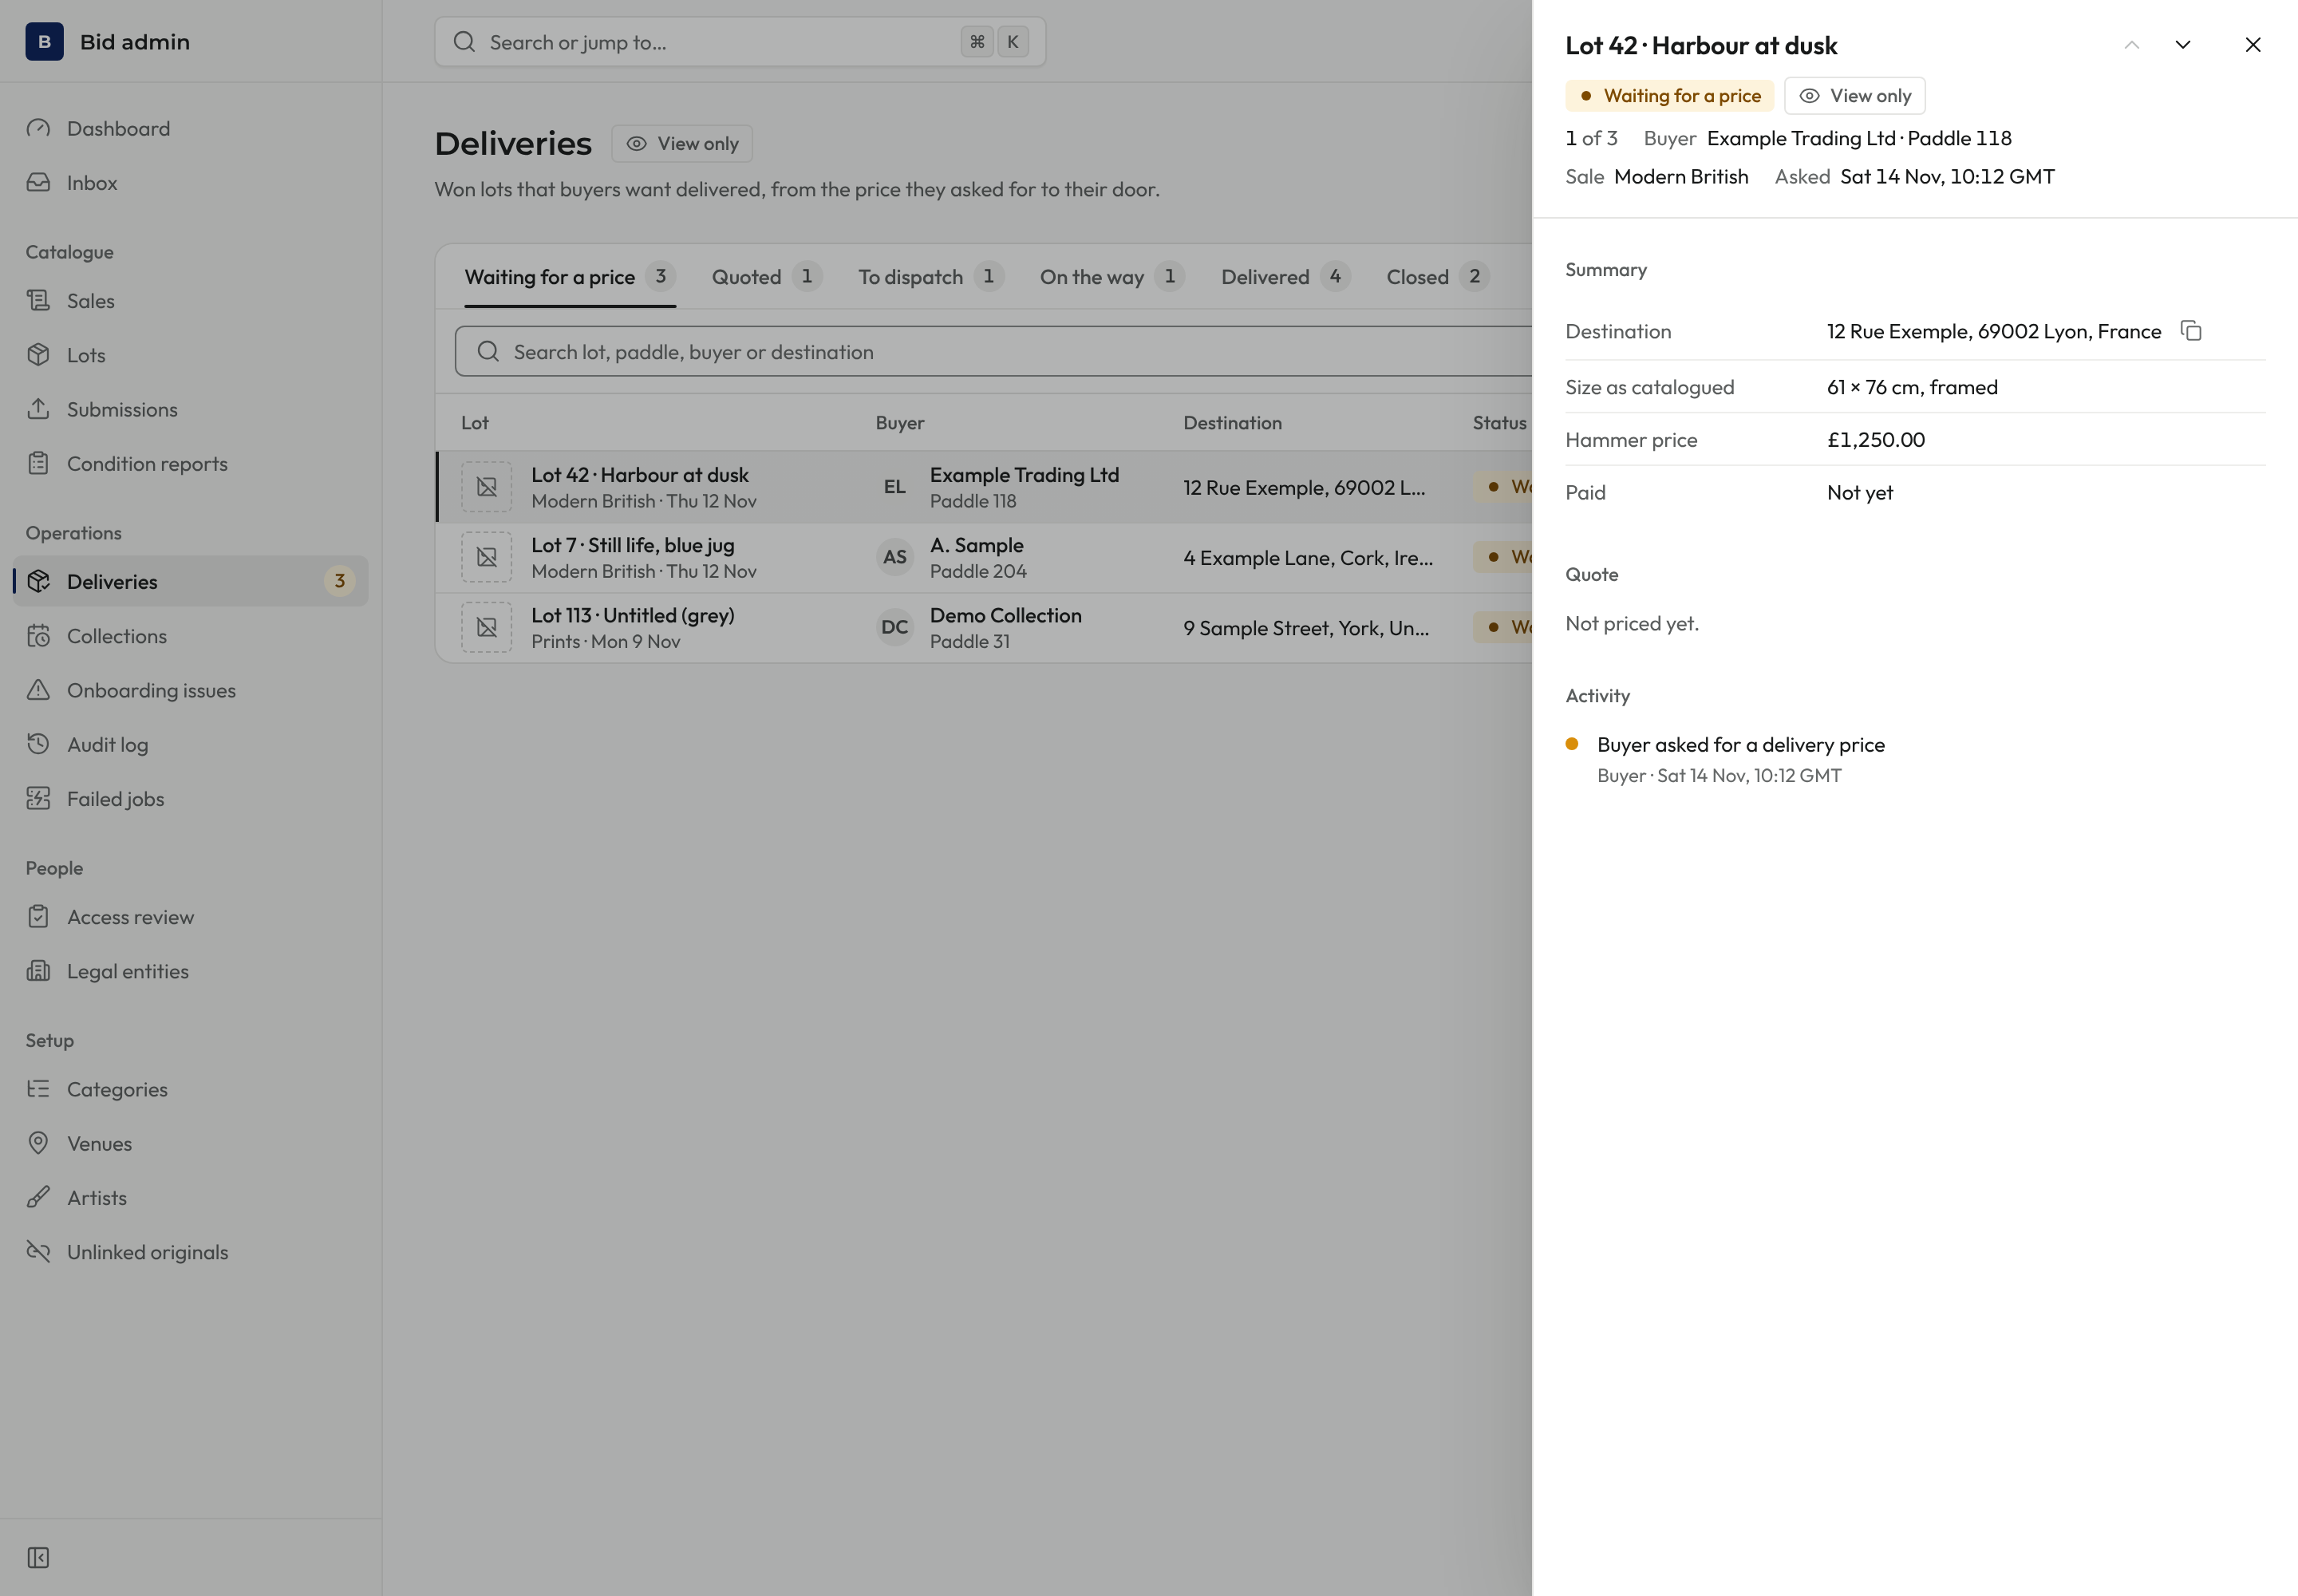 B Bid admin
Dashboard
Inbox
Catalogue
Sales
Lots
Submissions
Condition reports
Operations
Deliveries 3
Collections
Onboarding issues
Audit log
Failed jobs
People
Access review
Legal entities
Setup
Categories
Venues
Artists
Unlinked originals
Search or jump to... ⌘ K
Deliveries View only
Won lots that buyers want delivered, from the price they asked for to their door.
Waiting for a price 3 Quoted 1 To dispatch 1 On the way 1 Delivered 4 Closed 2
Search lot, paddle, buyer or destination
Lot Buyer Destination Status
Lot 42 · Harbour at dusk
Modern British · Thu 12 Nov
EL
Example Trading Ltd
Paddle 118
12 Rue Exemple, 69002 L...
Lot 7 · Still life, blue jug
Modern British · Thu 12 Nov
AS
A. Sample
Paddle 204
4 Example Lane, Cork, Ire...
Lot 113 · Untitled (grey)
Prints · Mon 9 Nov
DC
Demo Collection
Paddle 31
9 Sample Street, York, Un...
Lot 42 · Harbour at dusk
Waiting for a price View only
1 of 3 Buyer Example Trading Ltd · Paddle 118
Sale Modern British Asked Sat 14 Nov, 10:12 GMT
Summary
Destination 12 Rue Exemple, 69002 Lyon, France
Size as catalogued 61 × 76 cm, framed
Hammer price £1,250.00
Paid Not yet
Quote
Not priced yet.
Activity
Buyer asked for a delivery price
Buyer · Sat 14 Nov, 10:12 GMT